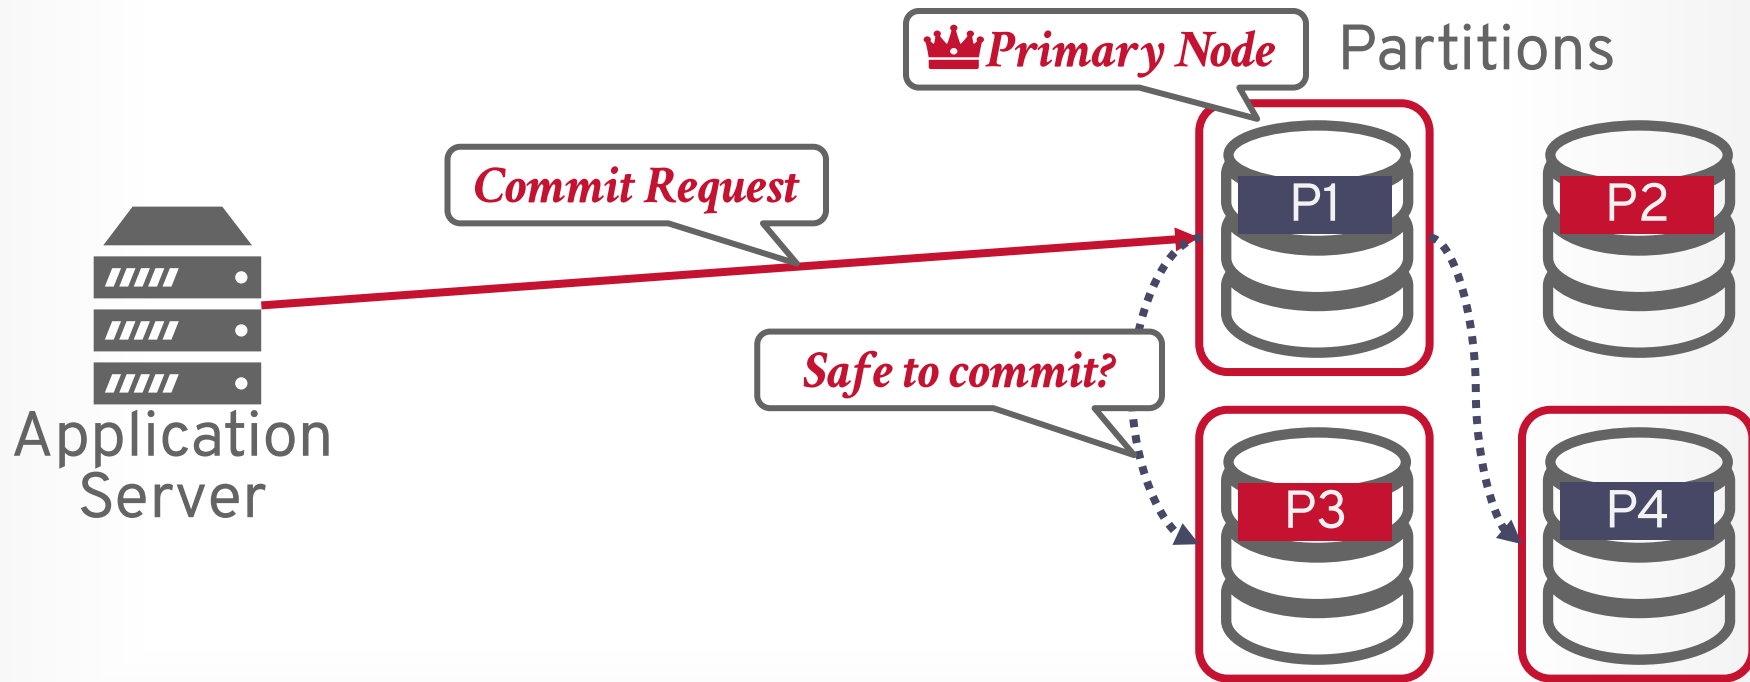 Primary Node
Partitions
Commit Request
P1
P2
Safe to commit?
Application
Server
P3
P4